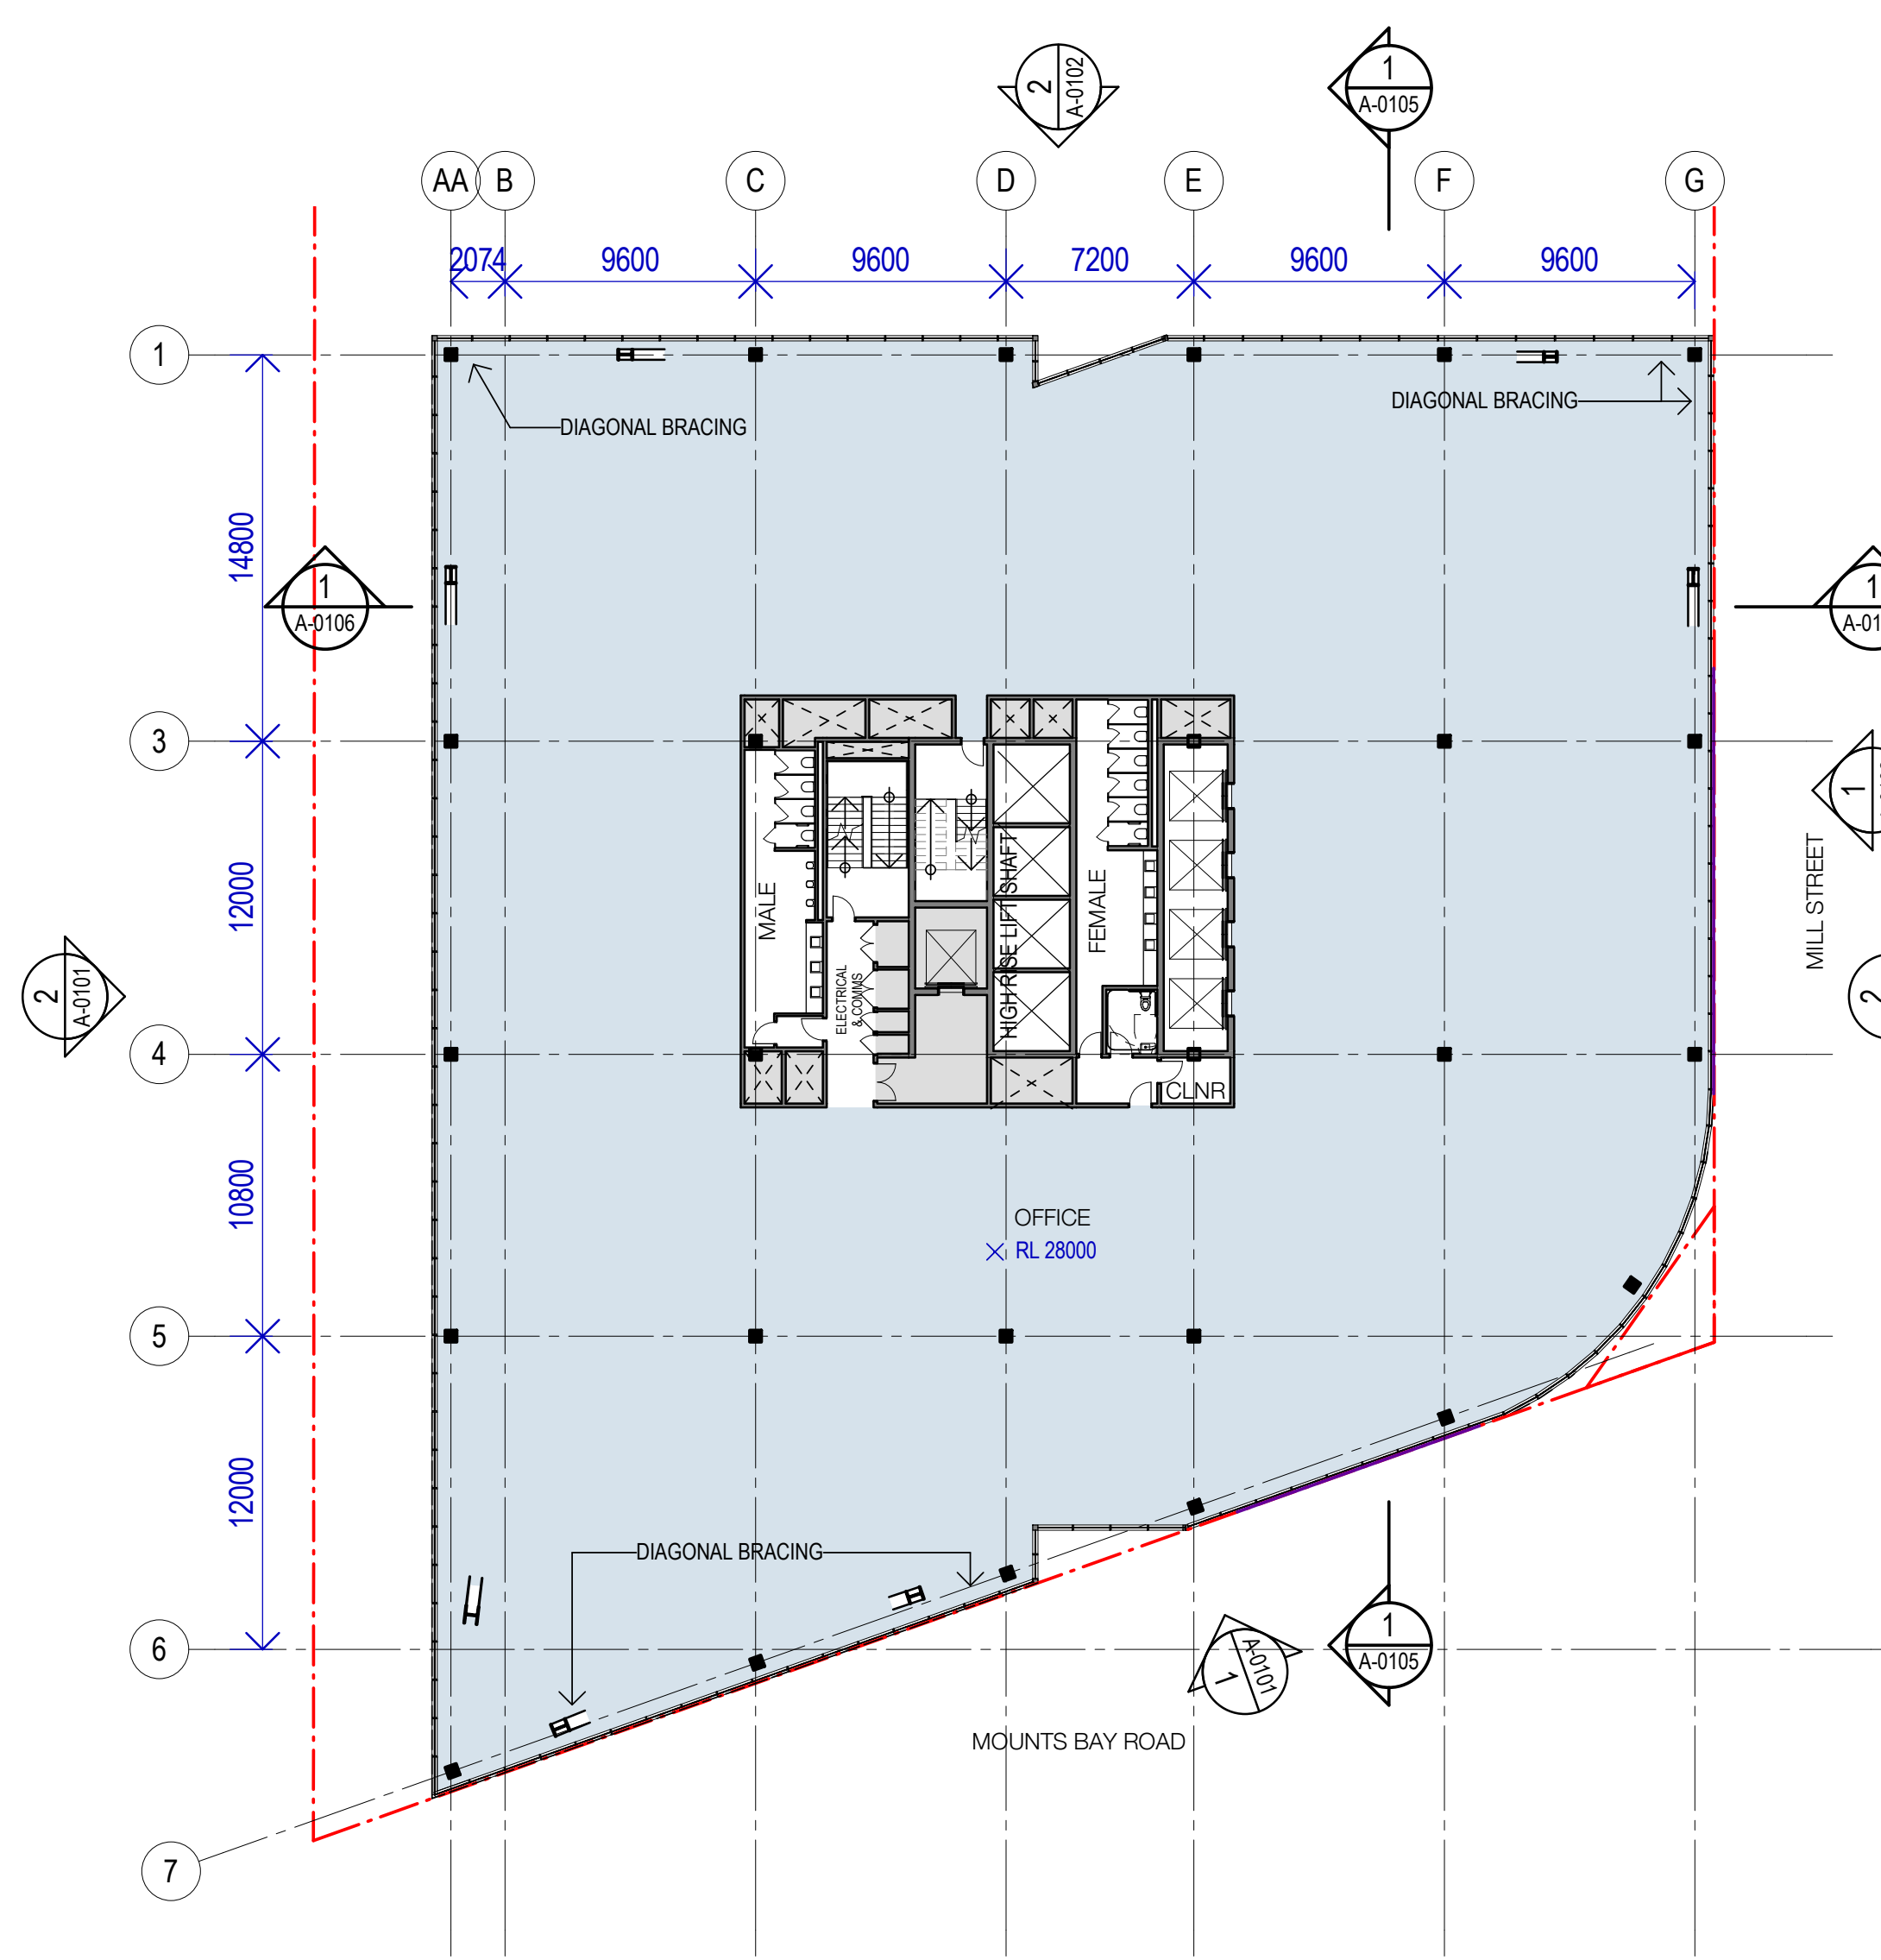 2
A-0102
1
A-0105
AA
B
C
D
E
F
G
2074
9600
9600
7200
9600
9600
1
DIAGONAL BRACING
DIAGONAL BRACING
14800
1
A-0106
1
3
12000
MALE
ELECTRICAL
& COMMS
HIGH RISE LIFT SHAFT
FEMALE
1
MILL STREET
2
A-0101
2
4
CLNR
10800
OFFICE
RL 28000
5
12000
DIAGONAL BRACING
6
A-0101
1
1
A-0105
MOUNTS BAY ROAD
7